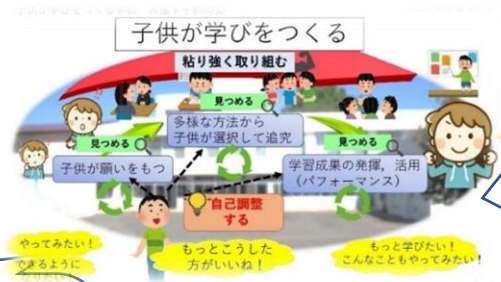 子供が学びをつくる
粘り強く取り組む
見つめる
多様な方法から
子供が選択して追究
見つめる
子供が願いをもつ
見つめる
学習成果の発揮，活用
（パフォーマンス）
自己調整
する
やってみたい！
できるように
なりたい！
もっとこうした
方がいいね！
もっと学びたい！
こんなこともやってみたい！